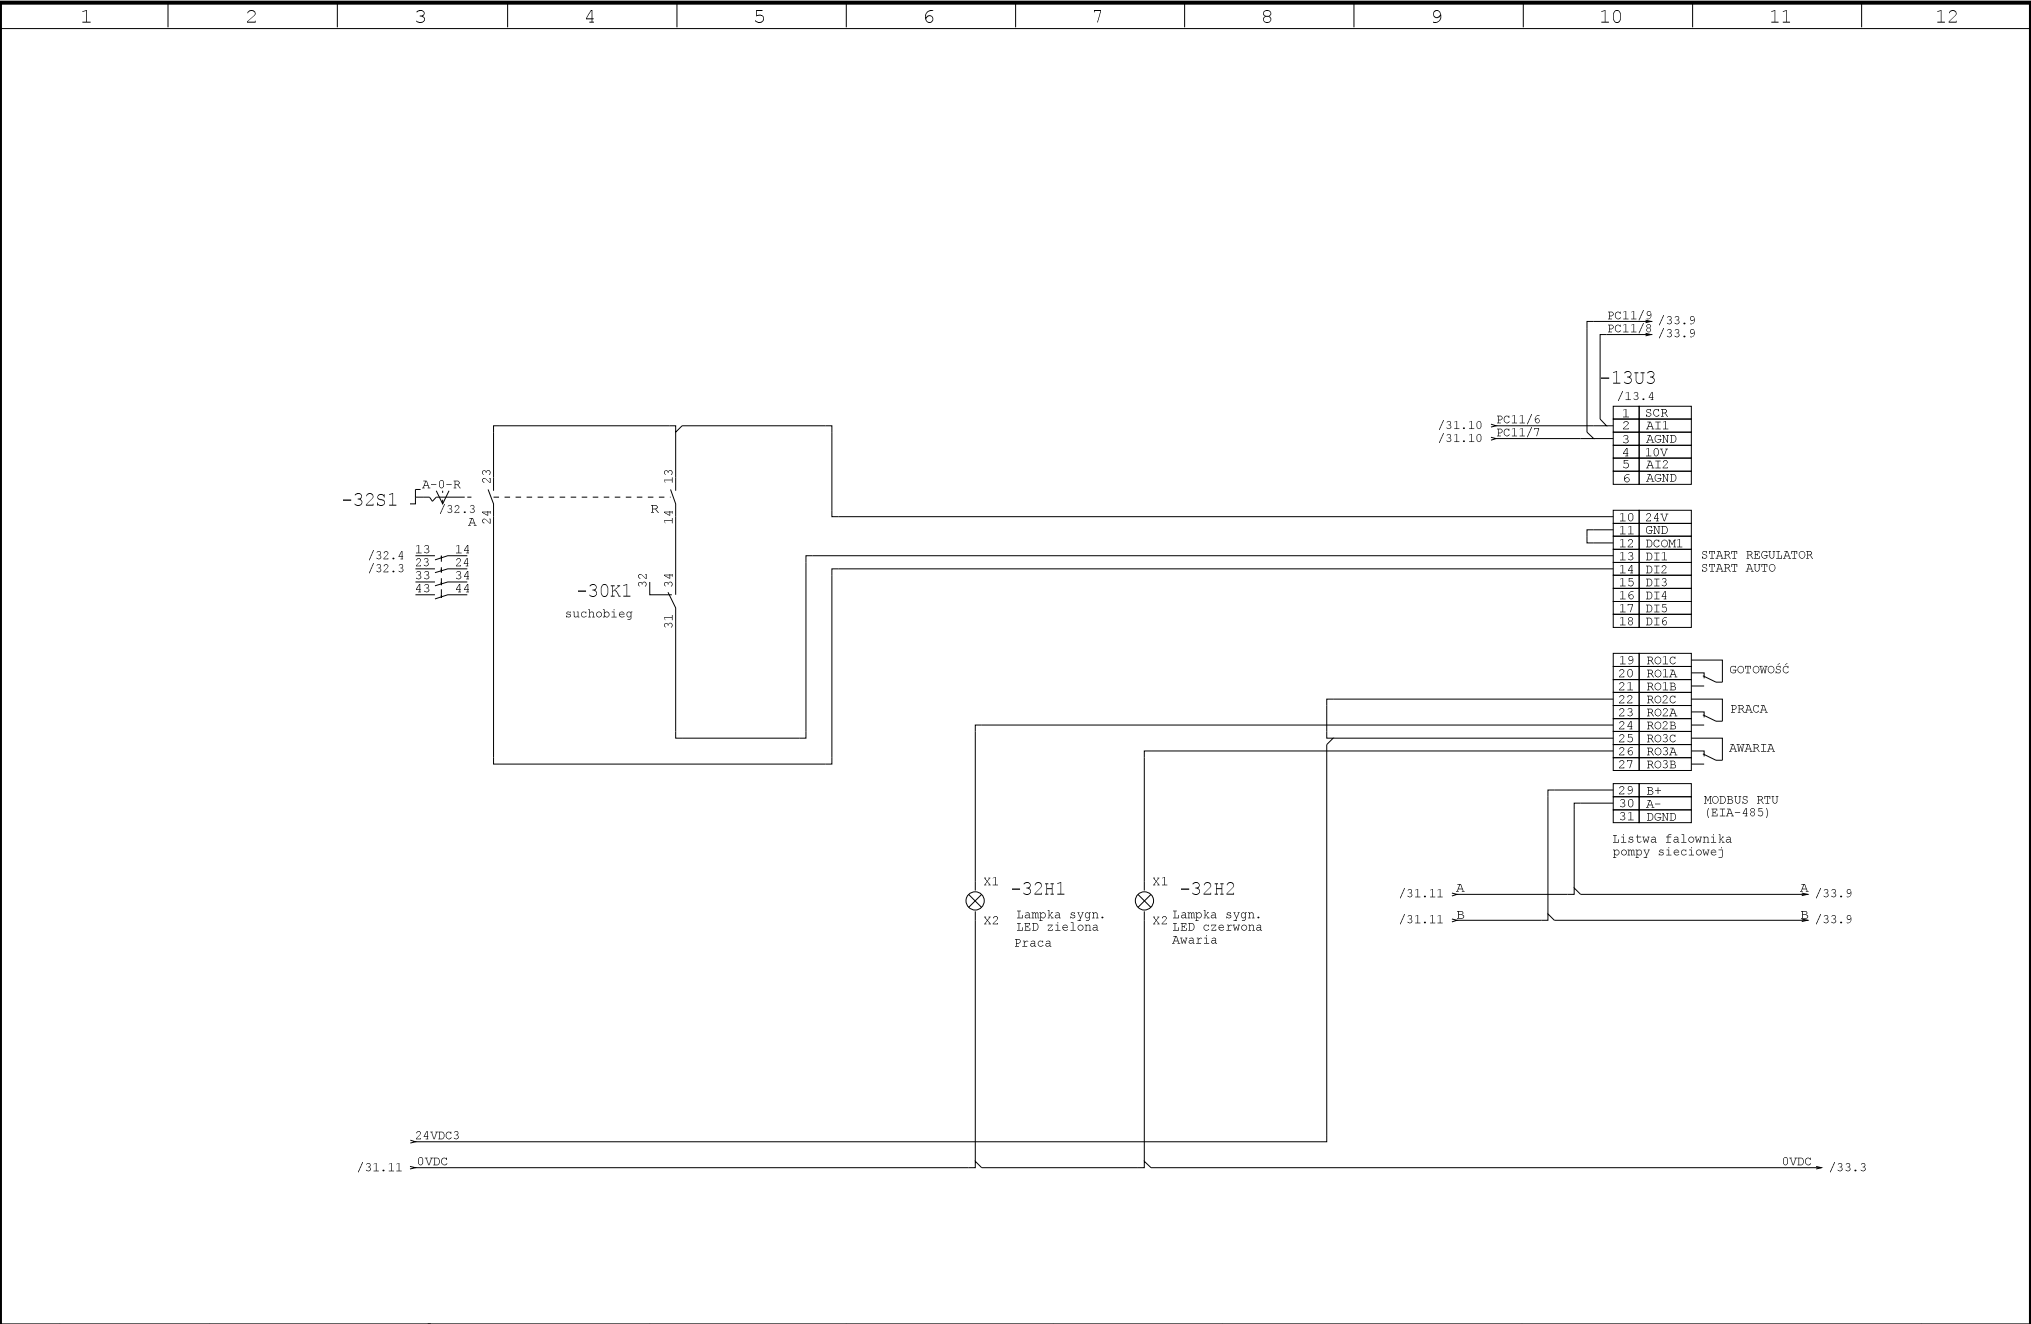 1 2 3 4 5 6 7 8 9 10 11 12
PC11/9 /33.9
PC11/8 /33.9
-13U3
/13.4
/31.10 PC11/6
/31.10 PC11/7
1 SCR
2 AI1
3 AGND
4 10V
5 AI2
6 AGND
-32S1
A-0-R
/32.3
A
23
24
R
13
14
/32.4 13 14
/32.3 23 24
33 34
43 44
-30K1
suchobieg
32
34
31
10 24V
11 GND
12 DCOM1
13 DI1 START REGULATOR
14 DI2 START AUTO
15 DI3
16 DI4
17 DI5
18 DI6
19 RO1C
20 RO1A GOTOWOŚĆ
21 RO1B
22 RO2C
23 RO2A PRACA
24 RO2B
25 RO3C
26 RO3A AWARIA
27 RO3B
29 B+
30 A- MODBUS RTU
31 DGND (EIA-485)
Listwa falownika
pompy sieciowej
X1 -32H1
X2
Lampka sygn.
LED zielona
Praca
X1 -32H2
X2
Lampka sygn.
LED czerwona
Awaria
/31.11 A A /33.9
/31.11 B B /33.9
24VDC3
/31.11 0VDC 0VDC /33.3